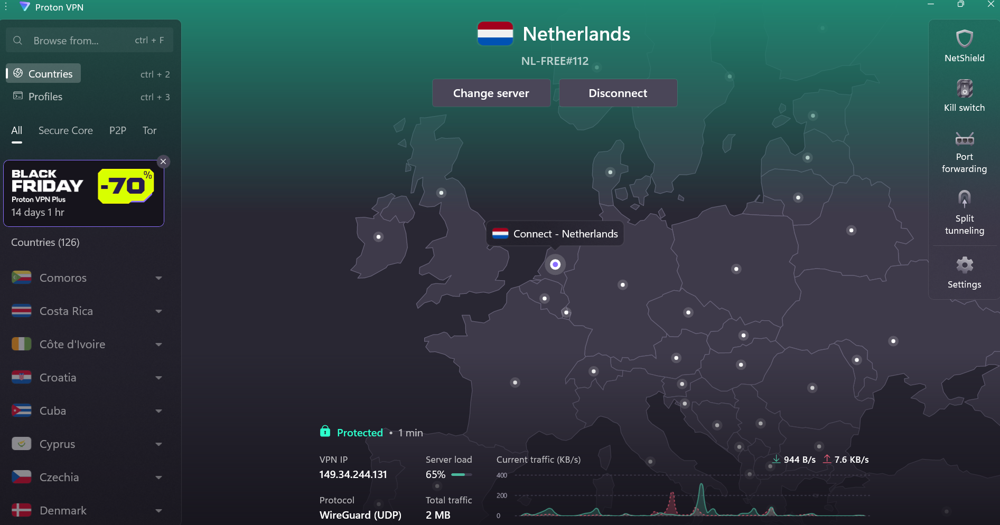 Proton VPN
Browse from...
ctrl + F
Countries
ctrl + 2
Profiles
ctrl + 3
All
Secure Core
P2P
Tor
BLACK
FRIDAY
Proton VPN Plus
14 days 1 hr
-70%
Countries (126)
Comoros
Costa Rica
Côte d'Ivoire
Croatia
Cuba
Cyprus
Czechia
Denmark
Netherlands
NL-FREE#112
Change server
Disconnect
Connect - Netherlands
Protected • 1 min
VPN IP
149.34.244.131
Server load
65%
Protocol
WireGuard (UDP)
Total traffic
2 MB
Current traffic (KB/s)
944 B/s
7.6 KB/s
400
200
0
NetShield
Kill switch
Port
forwarding
Split
tunneling
Settings